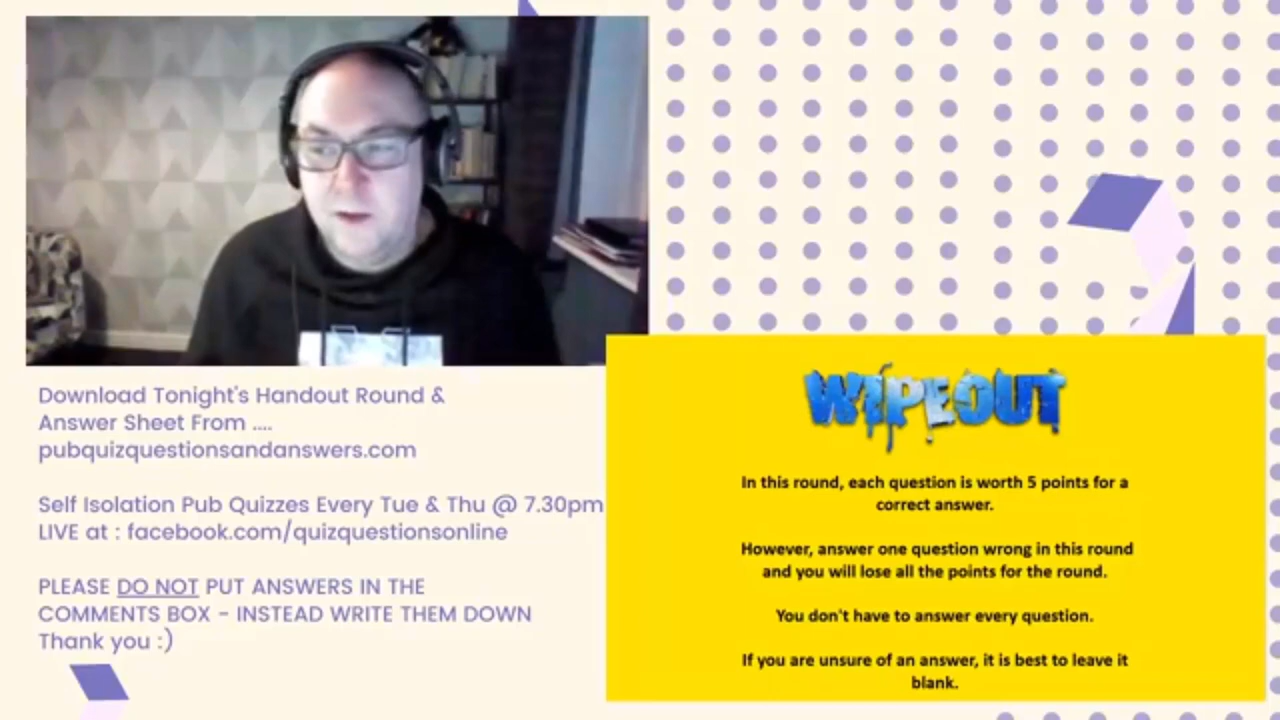 Download Tonight's Handout Round &
Answer Sheet From ....
pubquizquestionsandanswers.com
Self Isolation Pub Quizzes Every Tue & Thu @ 7.30pm
LIVE at : facebook.com/quizquestionsonline
PLEASE DO NOT PUT ANSWERS IN THE
COMMENTS BOX - INSTEAD WRITE THEM DOWN
Thank you :)
WIPEOUT
In this round, each question is worth 5 points for a
correct answer.
However, answer one question wrong in this round
and you will lose all the points for the round.
You don't have to answer every question.
If you are unsure of an answer, it is best to leave it
blank.